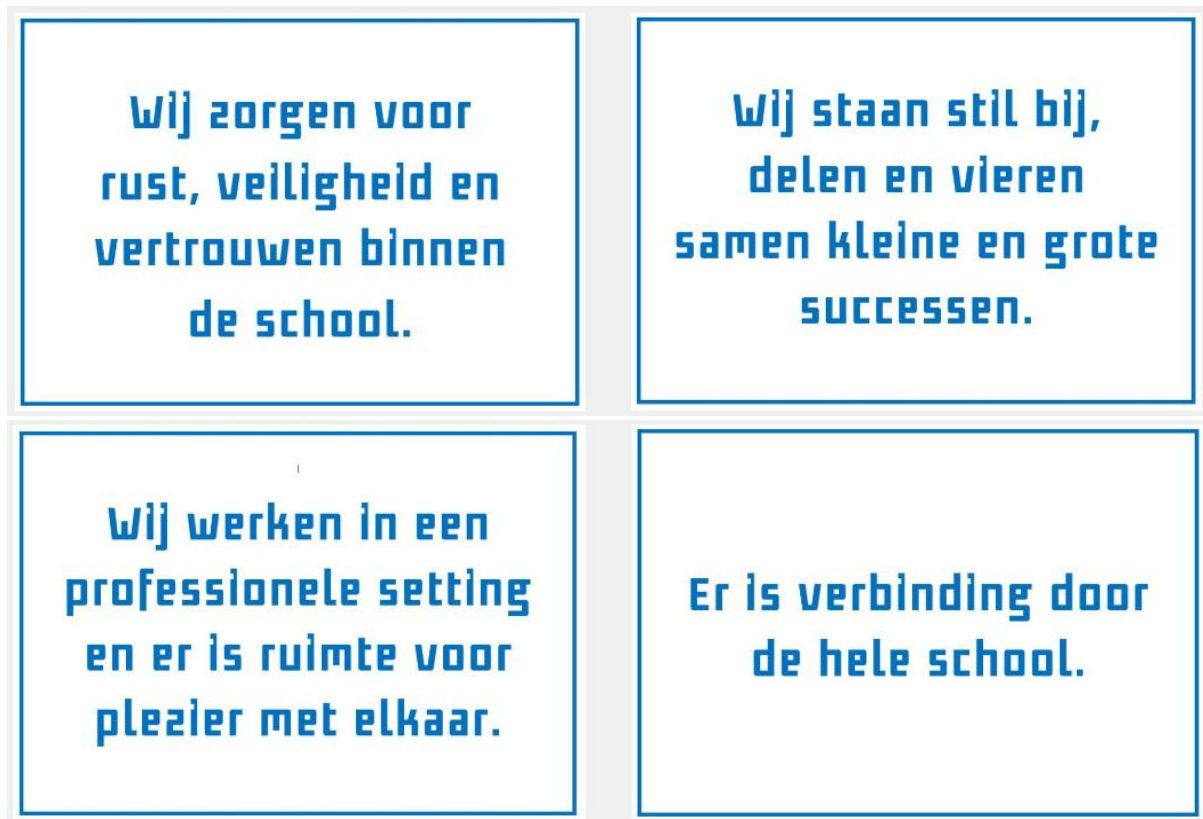 Wij zorgen voor
rust, veiligheid en
vertrouwen binnen
de school.
Wij staan stil bij,
delen en vieren
samen kleine en grote
successen.
Wij werken in een
professionele setting
en er is ruimte voor
plezier met elkaar.
Er is verbinding door
de hele school.